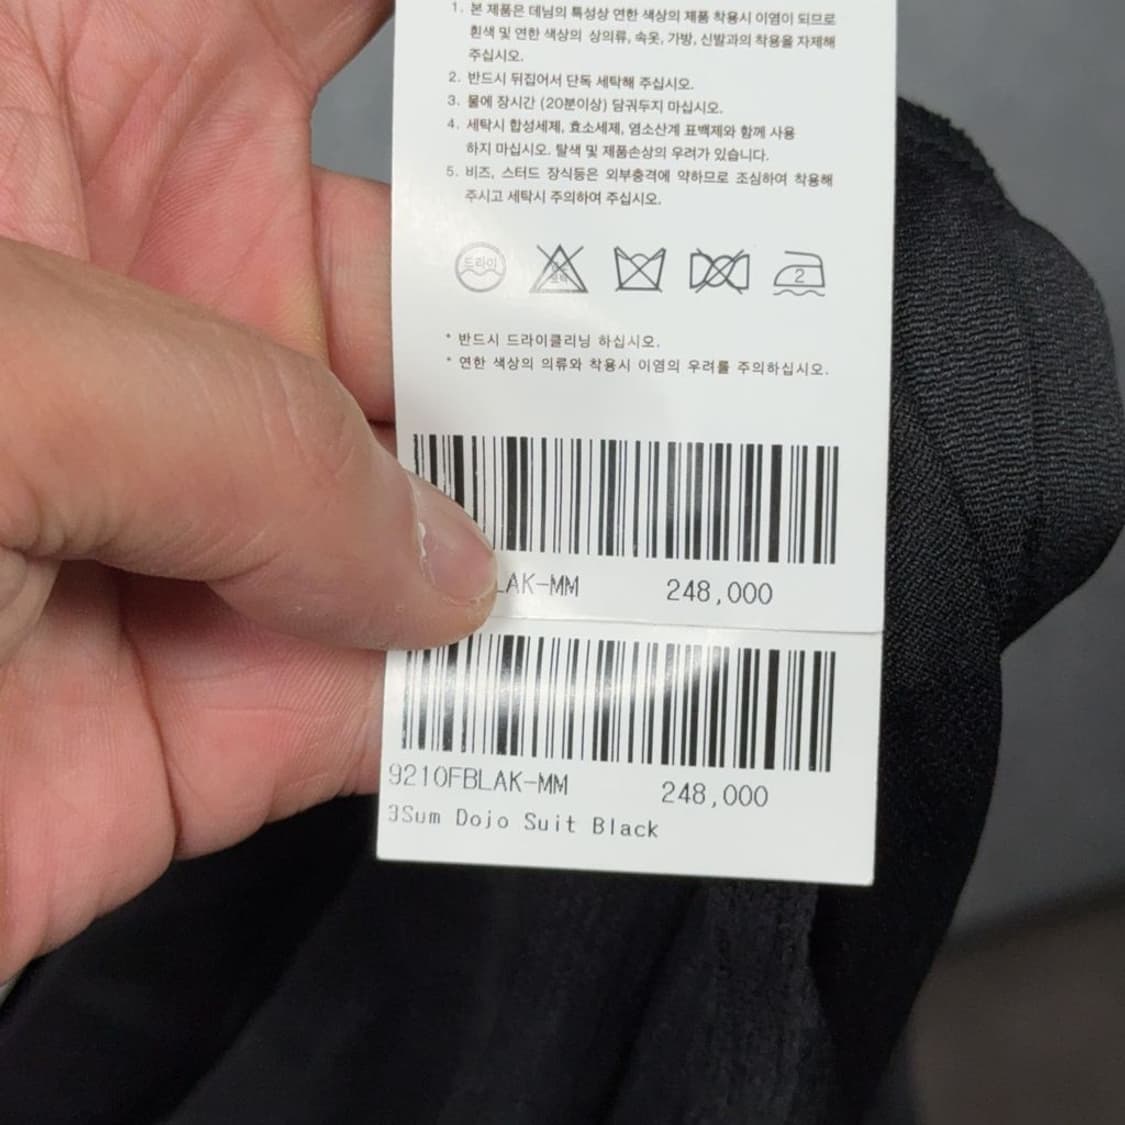 1. 본 제품은 데님의 특성상 연한 색상의 제품 착용시 이염이 되므로
흰색 및 연한 색상의 상의류, 속옷, 가방, 신발과의 착용을 자제해
주십시오.
2. 반드시 뒤집어서 단독 세탁해 주십시오.
3. 물에 장시간 (20분이상) 담궈두지 마십시오.
4. 세탁시 합성세제, 효소세제, 염소산계 표백제와 함께 사용
하지 마십시오. 탈색 및 제품손상의 우려가 있습니다.
5. 비즈, 스터드 장식등은 외부충격에 약하므로 조심하여 착용해
주시고 세탁시 주의하여 주십시오.
드라이 2
* 반드시 드라이클리닝 하십시오.
* 연한 색상의 의류와 착용시 이염의 우려를 주의하십시오.
LAK-MM 248,000
9210FBLAK-MM 248,000
3Sum Dojo Suit Black